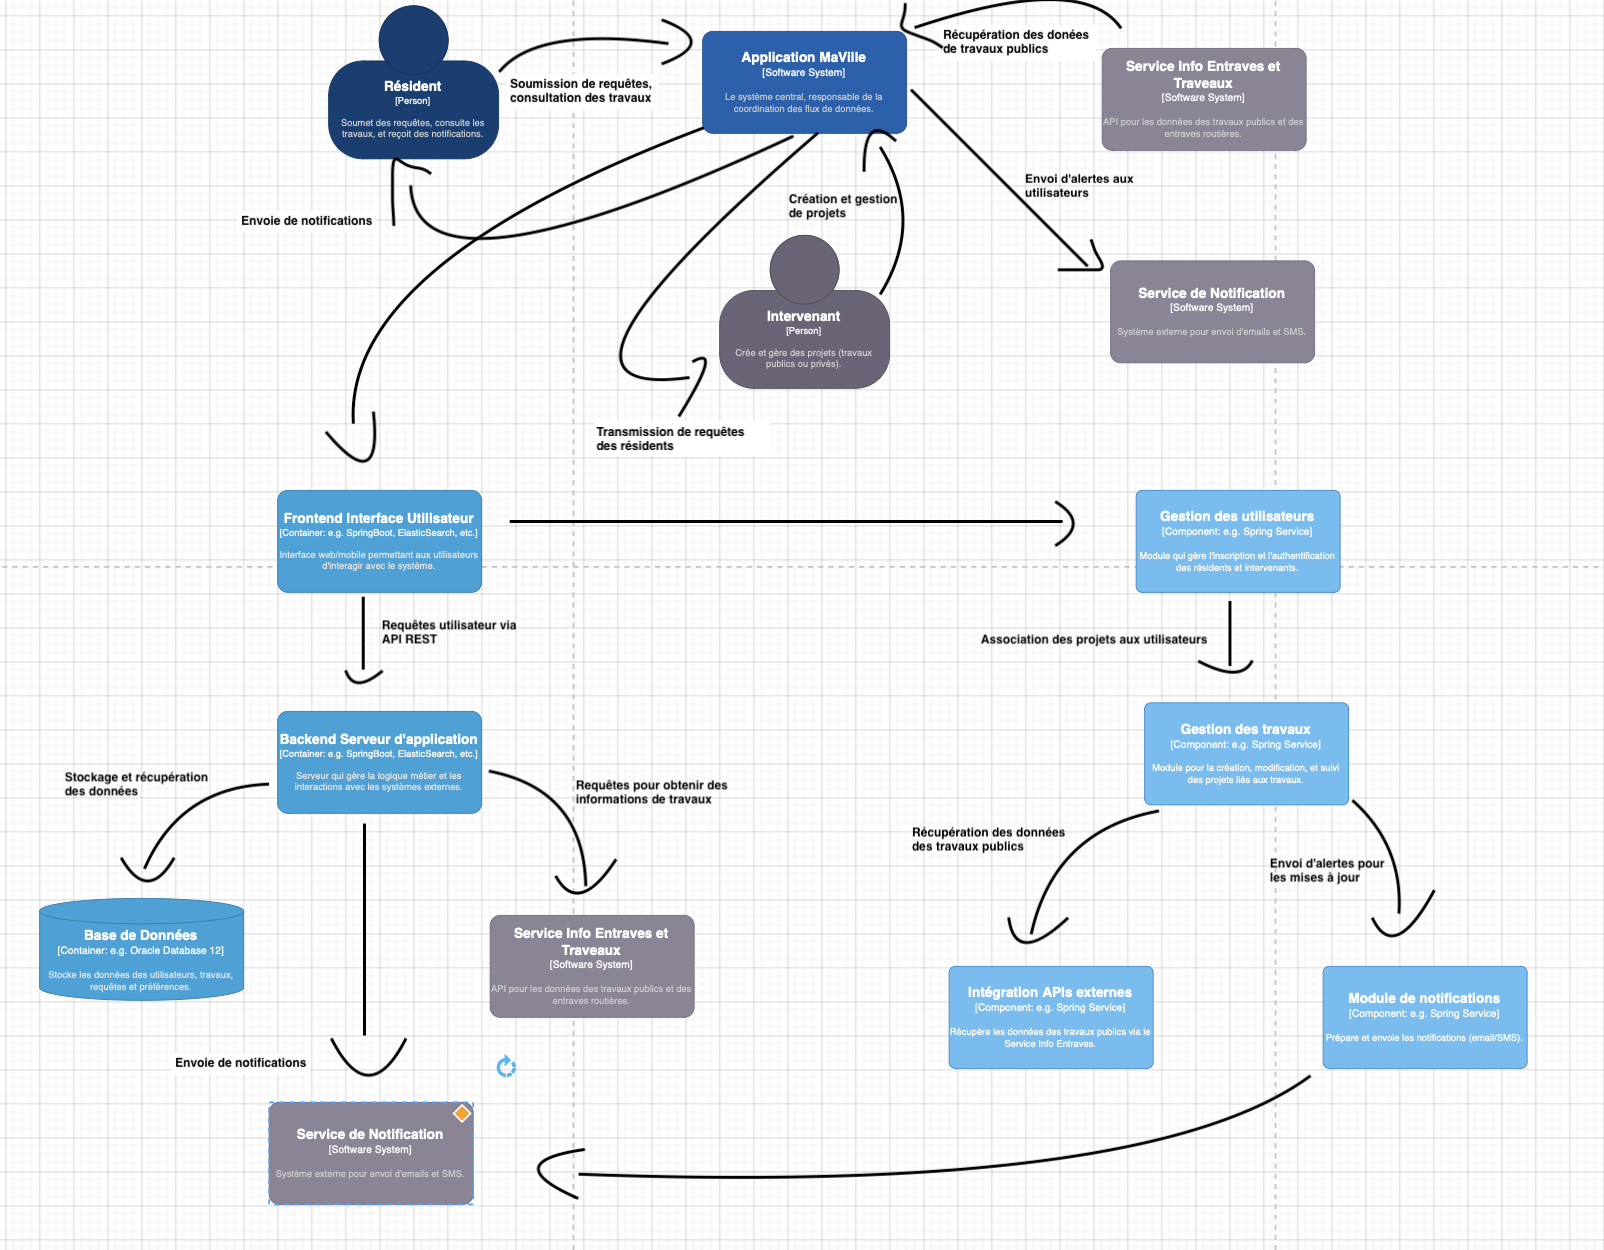 Résident
[Person]
Soumet des requêtes, consulte les
travaux, et reçoit des notifications.
Soumission de requêtes,
consultation des travaux
Application MaVille
[Software System]
Le système central, responsable de la
coordination des flux de données.
Récupération des donées
de travaux publics
Service Info Entraves et
Traveaux
[Software System]
API pour les données des travaux publics et des
entraves routières.
Envoie de notifications
Création et gestion
de projets
Envoi d'alertes aux
utilisateurs
Intervenant
[Person]
Crèe et gère des projets (travaux
publics ou privés).
Service de Notification
[Software System]
Système externe pour envoi d'emails et SMS.
Transmission de requêtes
des résidents
Frontend Interface Utilisateur
[Container: e.g. SpringBoot, ElasticSearch, etc.]
Interface web/mobile permettant aux utilisateurs
d'interagir avec le système.
Gestion des utilisateurs
[Component: e.g. Spring Service]
Module qui gère l'inscription et l'authentification
des résidents et intervenants.
Requêtes utilisateur via
API REST
Association des projets aux utilisateurs
Backend Serveur d'application
[Container: e.g. SpringBoot, ElasticSearch, etc.]
Serveur qui gère la logique métier et les
interactions avec les systèmes externes.
Gestion des travaux
[Component: e.g. Spring Service]
Module pour la création, modification, et suivi
des projets liés aux travaux.
Stockage et récupération
des données
Requêtes pour obtenir des
informations de travaux
Récupération des données
des travaux publics
Envoi d'alertes pour
les mises à jour
Base de Données
[Container: e.g. Oracle Database 12]
Stocke les données des utilisateurs, travaux,
requêtes et préférences.
Service Info Entraves et
Traveaux
[Software System]
API pour les données des travaux publics et des
entraves routières.
Intégration APIs externes
[Component: e.g. Spring Service]
Récupère les données des travaux publics via le
Service Info Entraves.
Module de notifications
[Component: e.g. Spring Service]
Prépare et envoie les notifications (email/SMS).
Envoie de notifications
Service de Notification
[Software System]
Système externe pour envoi d'emails et SMS.